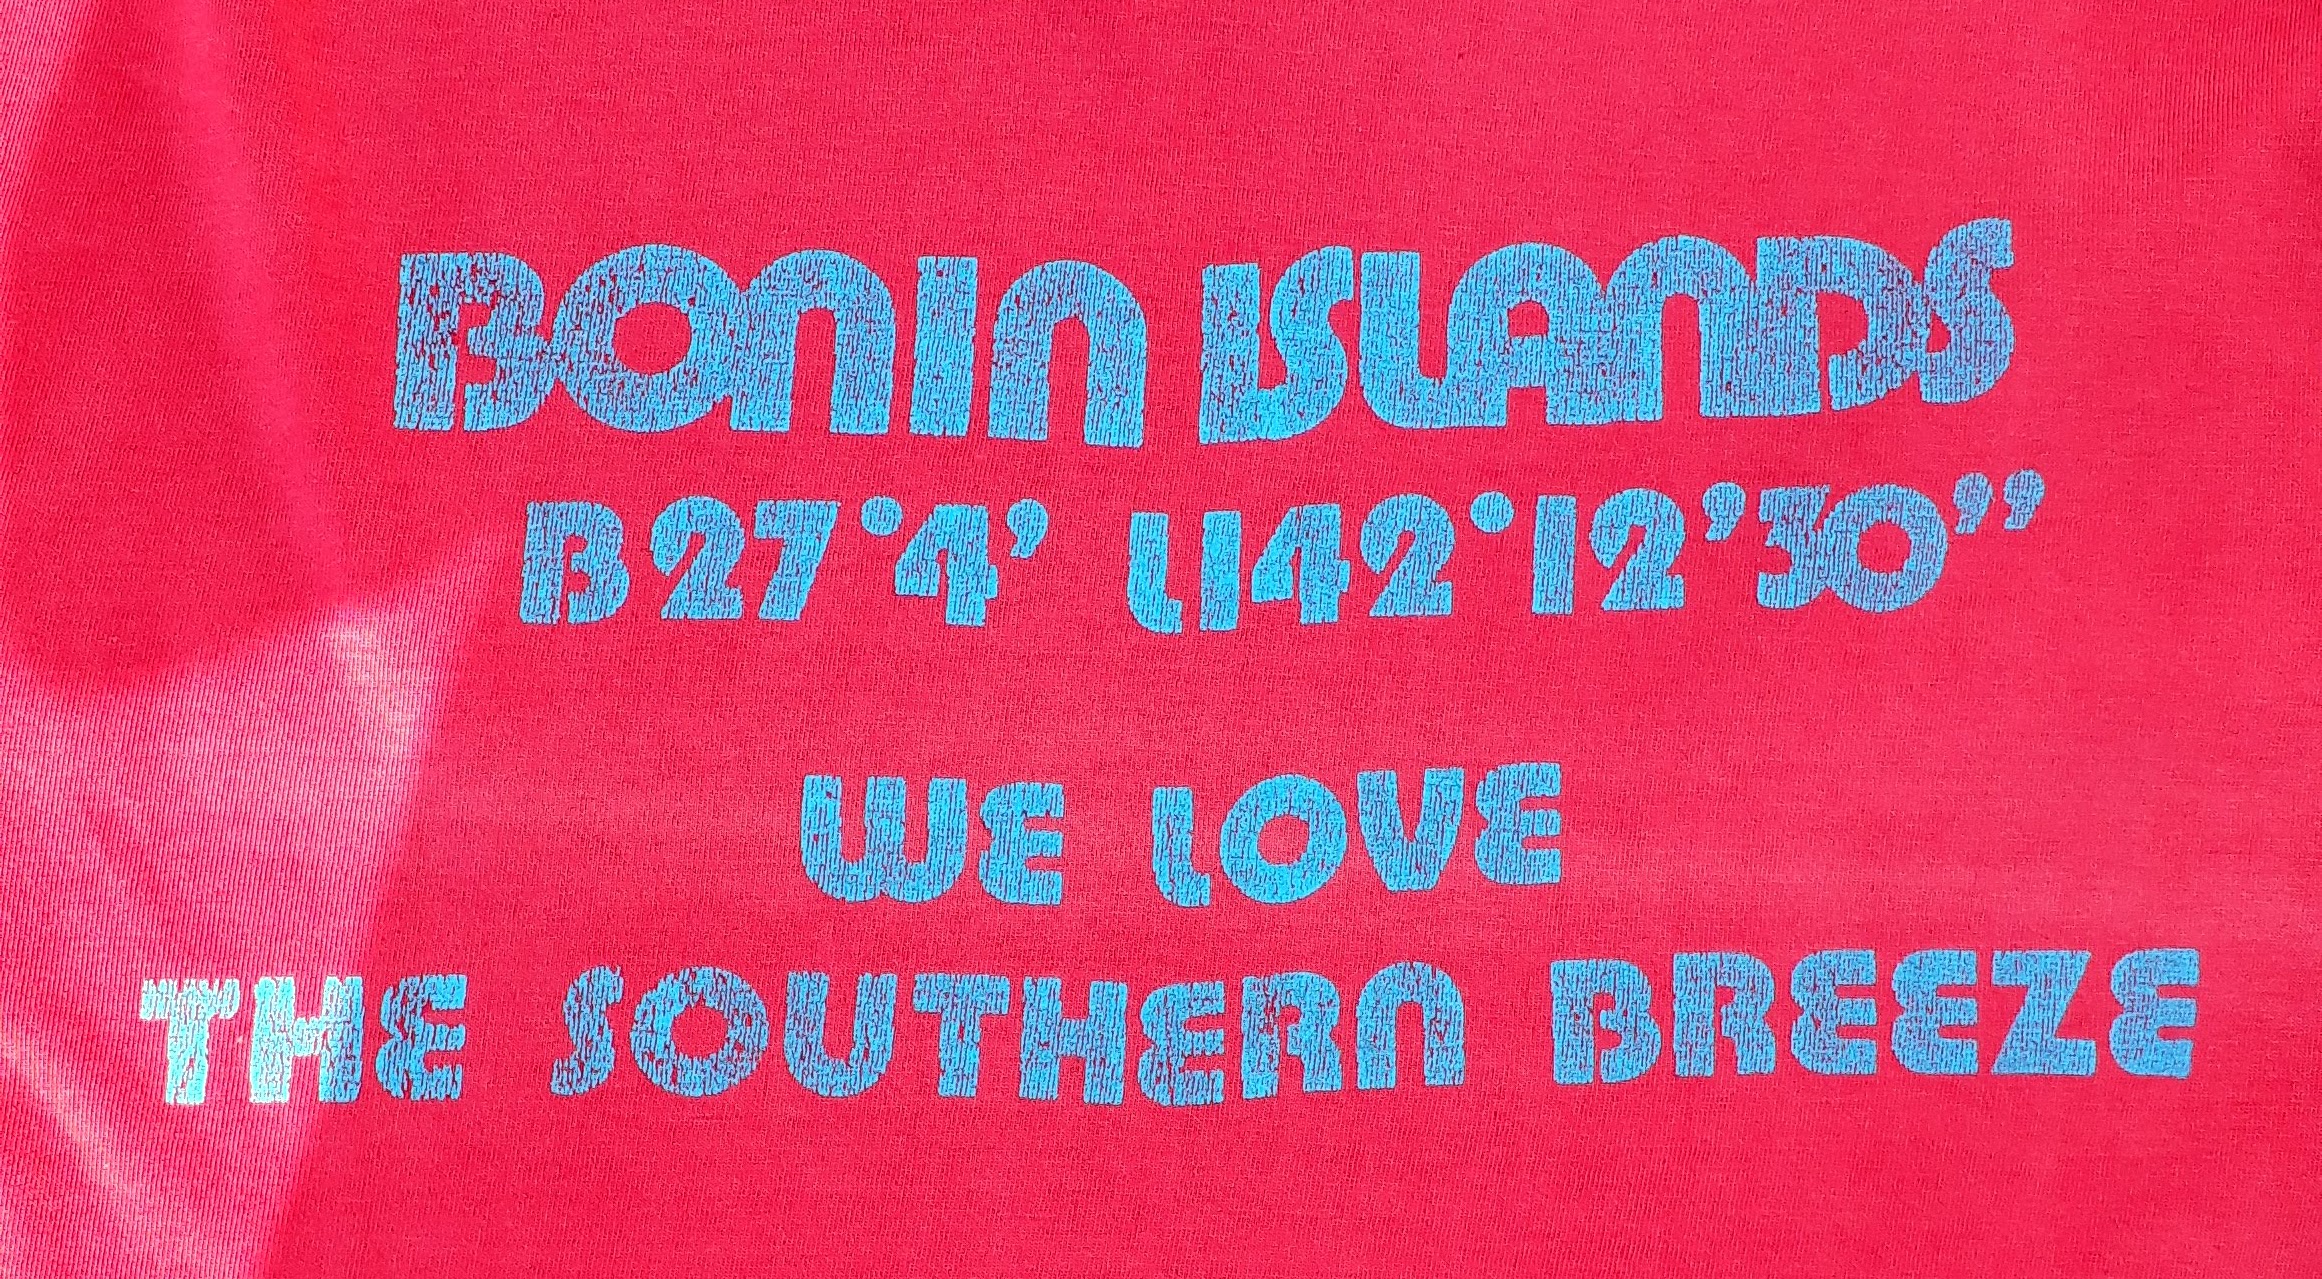 BONIN ISLANDS
B27°4’ L142°12’30”
WE LOVE
THE SOUTHERN BREEZE